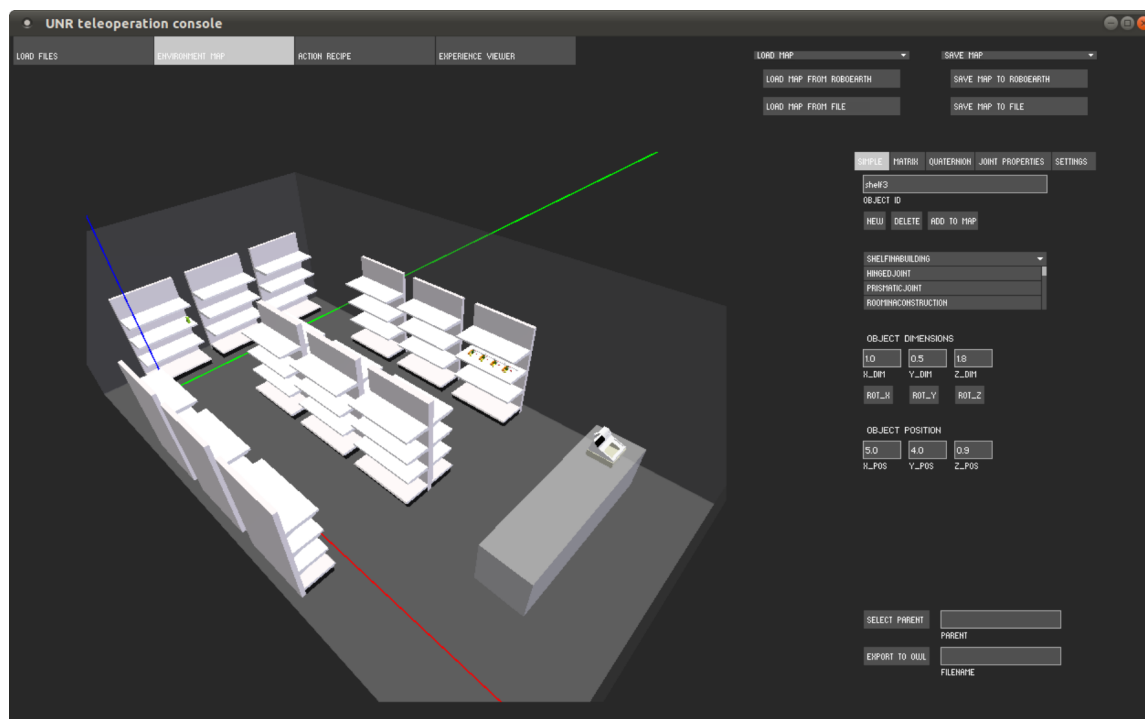 UNR teleoperation console
LOAD FILES ENVIRONMENT MAP ACTION RECIPE EXPERIENCE VIEWER
LOAD MAP SAVE MAP
LOAD MAP FROM ROBOEARTH SAVE MAP TO ROBOEARTH
LOAD MAP FROM FILE SAVE MAP TO FILE
SIMPLE MATRIX QUATERNION JOINT PROPERTIES SETTINGS
shelf3
OBJECT ID
NEW DELETE ADD TO MAP
SHELFINABUILDING
HINGEDJOINT
PRISMATICJOINT
ROOMINACONSTRUCTION
OBJECT DIMENSIONS
1.0 0.5 1.8
X_DIM Y_DIM Z_DIM
ROT_X ROT_Y ROT_Z
OBJECT POSITION
5.0 4.0 0.9
X_POS Y_POS Z_POS
SELECT PARENT
PARENT
EXPORT TO OWL
FILENAME